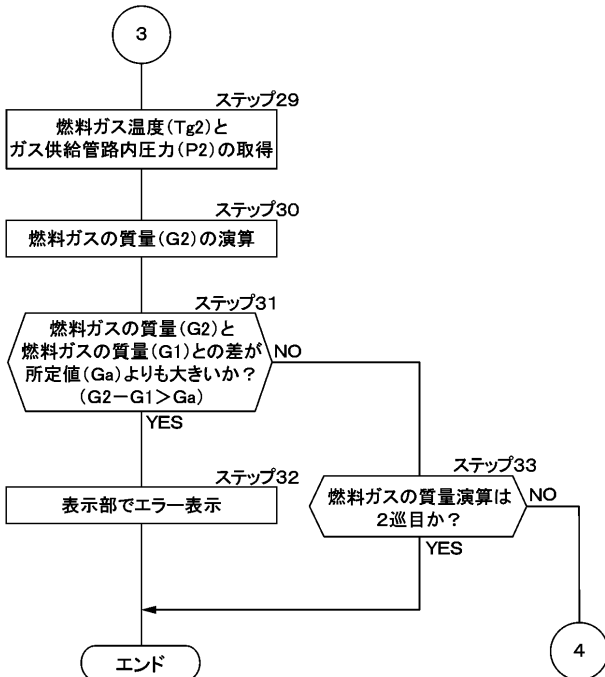 3
ステップ29
燃料ガス温度(Tg2)と
ガス供給管路内圧力(P2)の取得
ステップ30
燃料ガスの質量(G2)の演算
ステップ31
燃料ガスの質量(G2)と
燃料ガスの質量(G1)との差が
所定値(Ga)よりも大きいか?
(G2-G1>Ga)
NO
YES
ステップ32
表示部でエラー表示
ステップ33
燃料ガスの質量演算は
2巡目か?
NO
YES
エンド
4